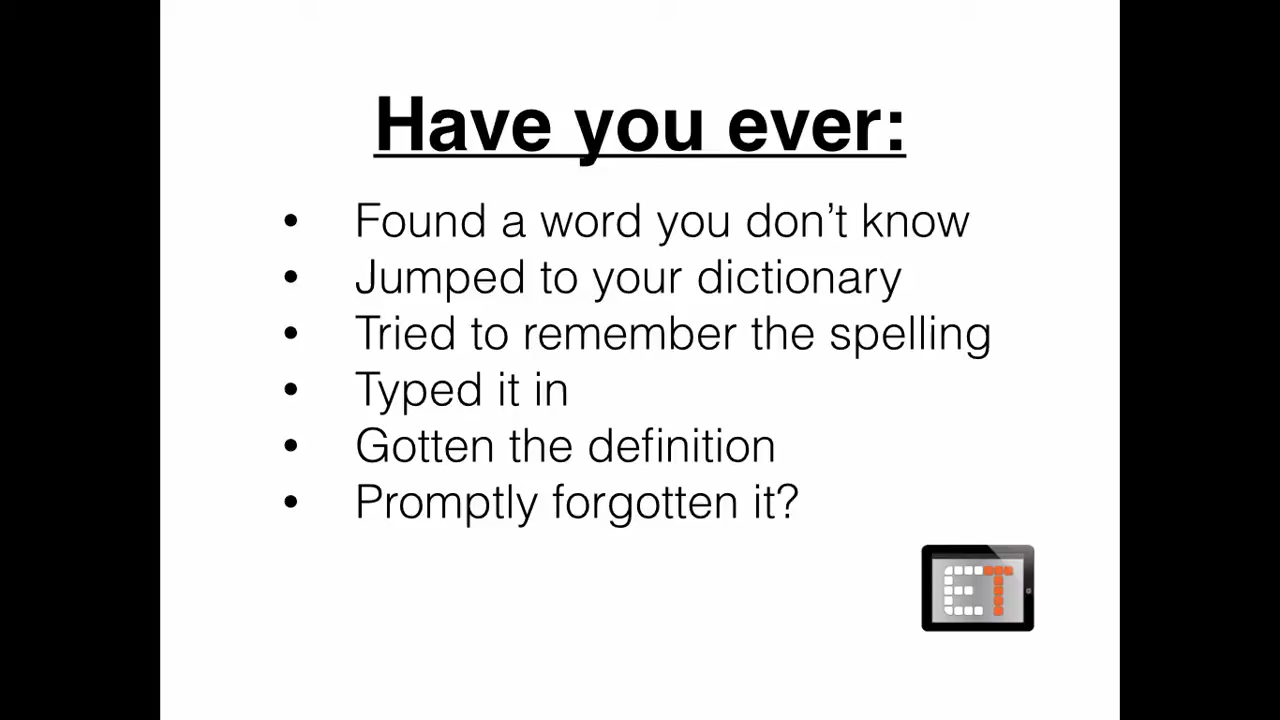 Have you ever:
• Found a word you don’t know
• Jumped to your dictionary
• Tried to remember the spelling
• Typed it in
• Gotten the definition
• Promptly forgotten it?
ET